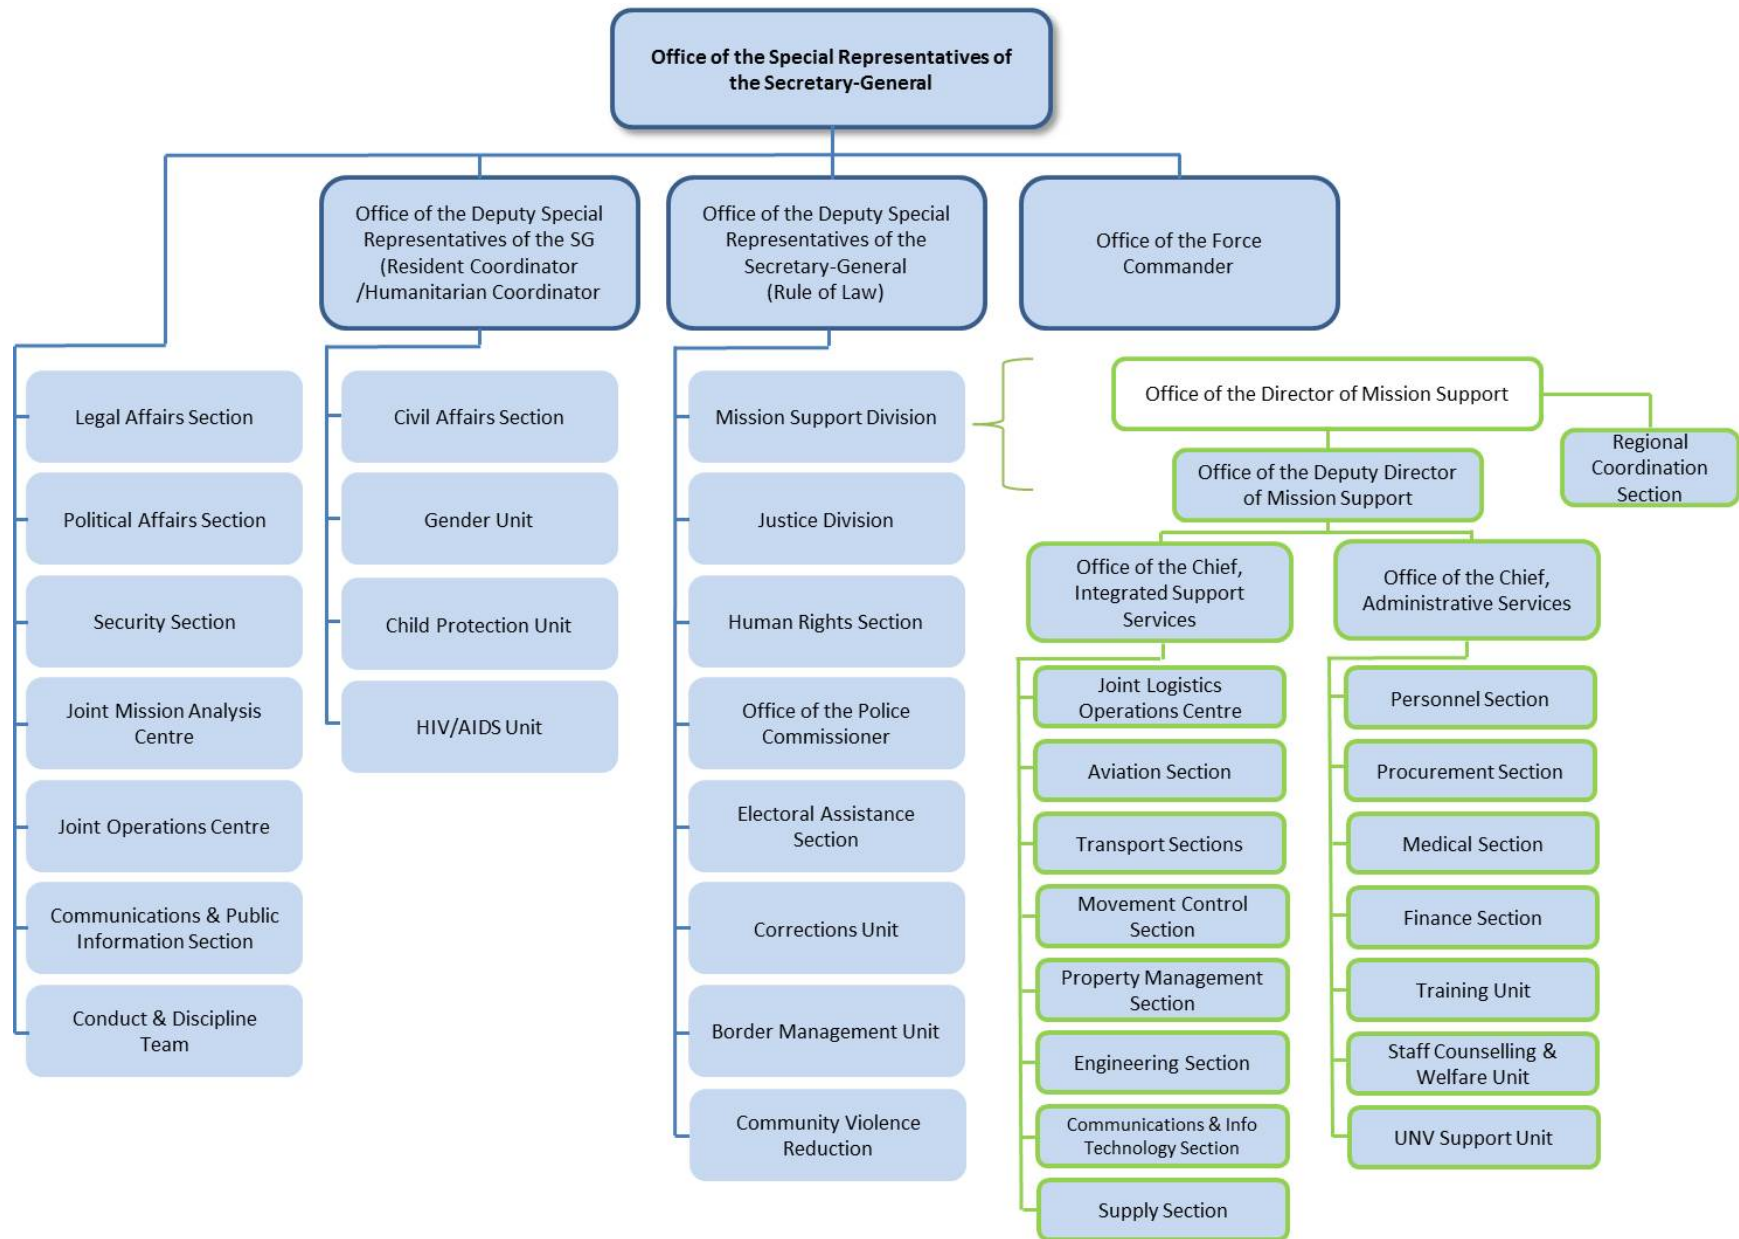 Office of the Special Representatives of
the Secretary-General
Office of the Deputy Special
Representatives of the SG
(Resident Coordinator
/Humanitarian Coordinator
Office of the Deputy Special
Representatives of the
Secretary-General
(Rule of Law)
Office of the Force
Commander
Legal Affairs Section
Political Affairs Section
Security Section
Joint Mission Analysis
Centre
Joint Operations Centre
Communications & Public
Information Section
Conduct & Discipline
Team
Civil Affairs Section
Gender Unit
Child Protection Unit
HIV/AIDS Unit
Mission Support Division
Justice Division
Human Rights Section
Office of the Police
Commissioner
Electoral Assistance
Section
Corrections Unit
Border Management Unit
Community Violence
Reduction
Office of the Director of Mission Support
Regional
Coordination
Section
Office of the Deputy Director
of Mission Support
Office of the Chief,
Integrated Support
Services
Joint Logistics
Operations Centre
Aviation Section
Transport Sections
Movement Control
Section
Property Management
Section
Engineering Section
Communications & Info
Technology Section
Supply Section
Office of the Chief,
Administrative Services
Personnel Section
Procurement Section
Medical Section
Finance Section
Training Unit
Staff Counselling &
Welfare Unit
UNV Support Unit